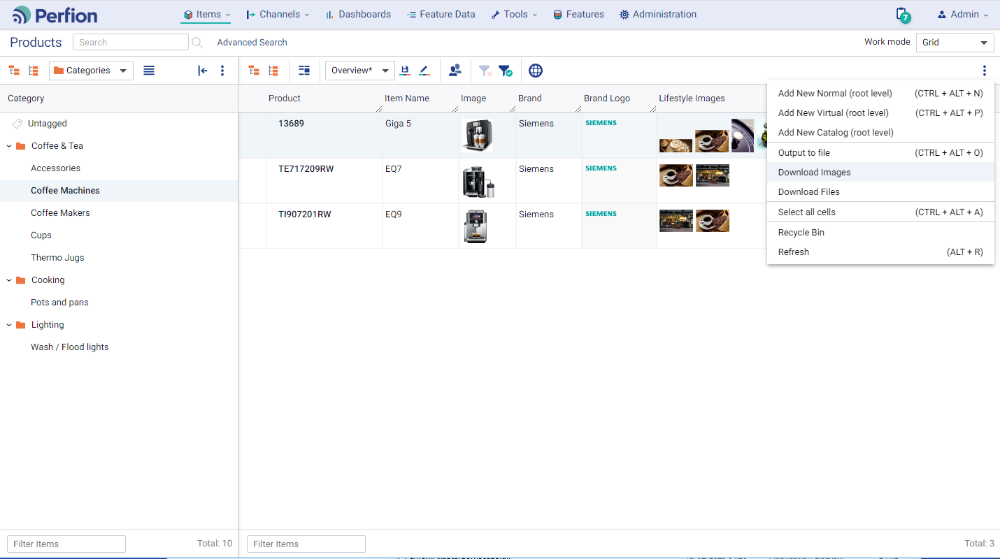 Perfion
Items
Channels
Dashboards
Feature Data
Tools
Features
Administration
7
Admin
Products
Search
Advanced Search
Work mode
Grid
Categories
Overview*
Category
Product
Item Name
Image
Brand
Brand Logo
Lifestyle Images
Untagged
Coffee & Tea
Accessories
Coffee Machines
Coffee Makers
Cups
Thermo Jugs
Cooking
Pots and pans
Lighting
Wash / Flood lights
13689
Giga 5
Siemens
SIEMENS
TE717209RW
EQ7
Siemens
SIEMENS
TI907201RW
EQ9
Siemens
SIEMENS
Add New Normal (root level) (CTRL + ALT + N)
Add New Virtual (root level) (CTRL + ALT + P)
Add New Catalog (root level)
Output to file (CTRL + ALT + O)
Download Images
Download Files
Select all cells (CTRL + ALT + A)
Recycle Bin
Refresh (ALT + R)
Filter Items
Total: 10
Filter Items
Total: 3